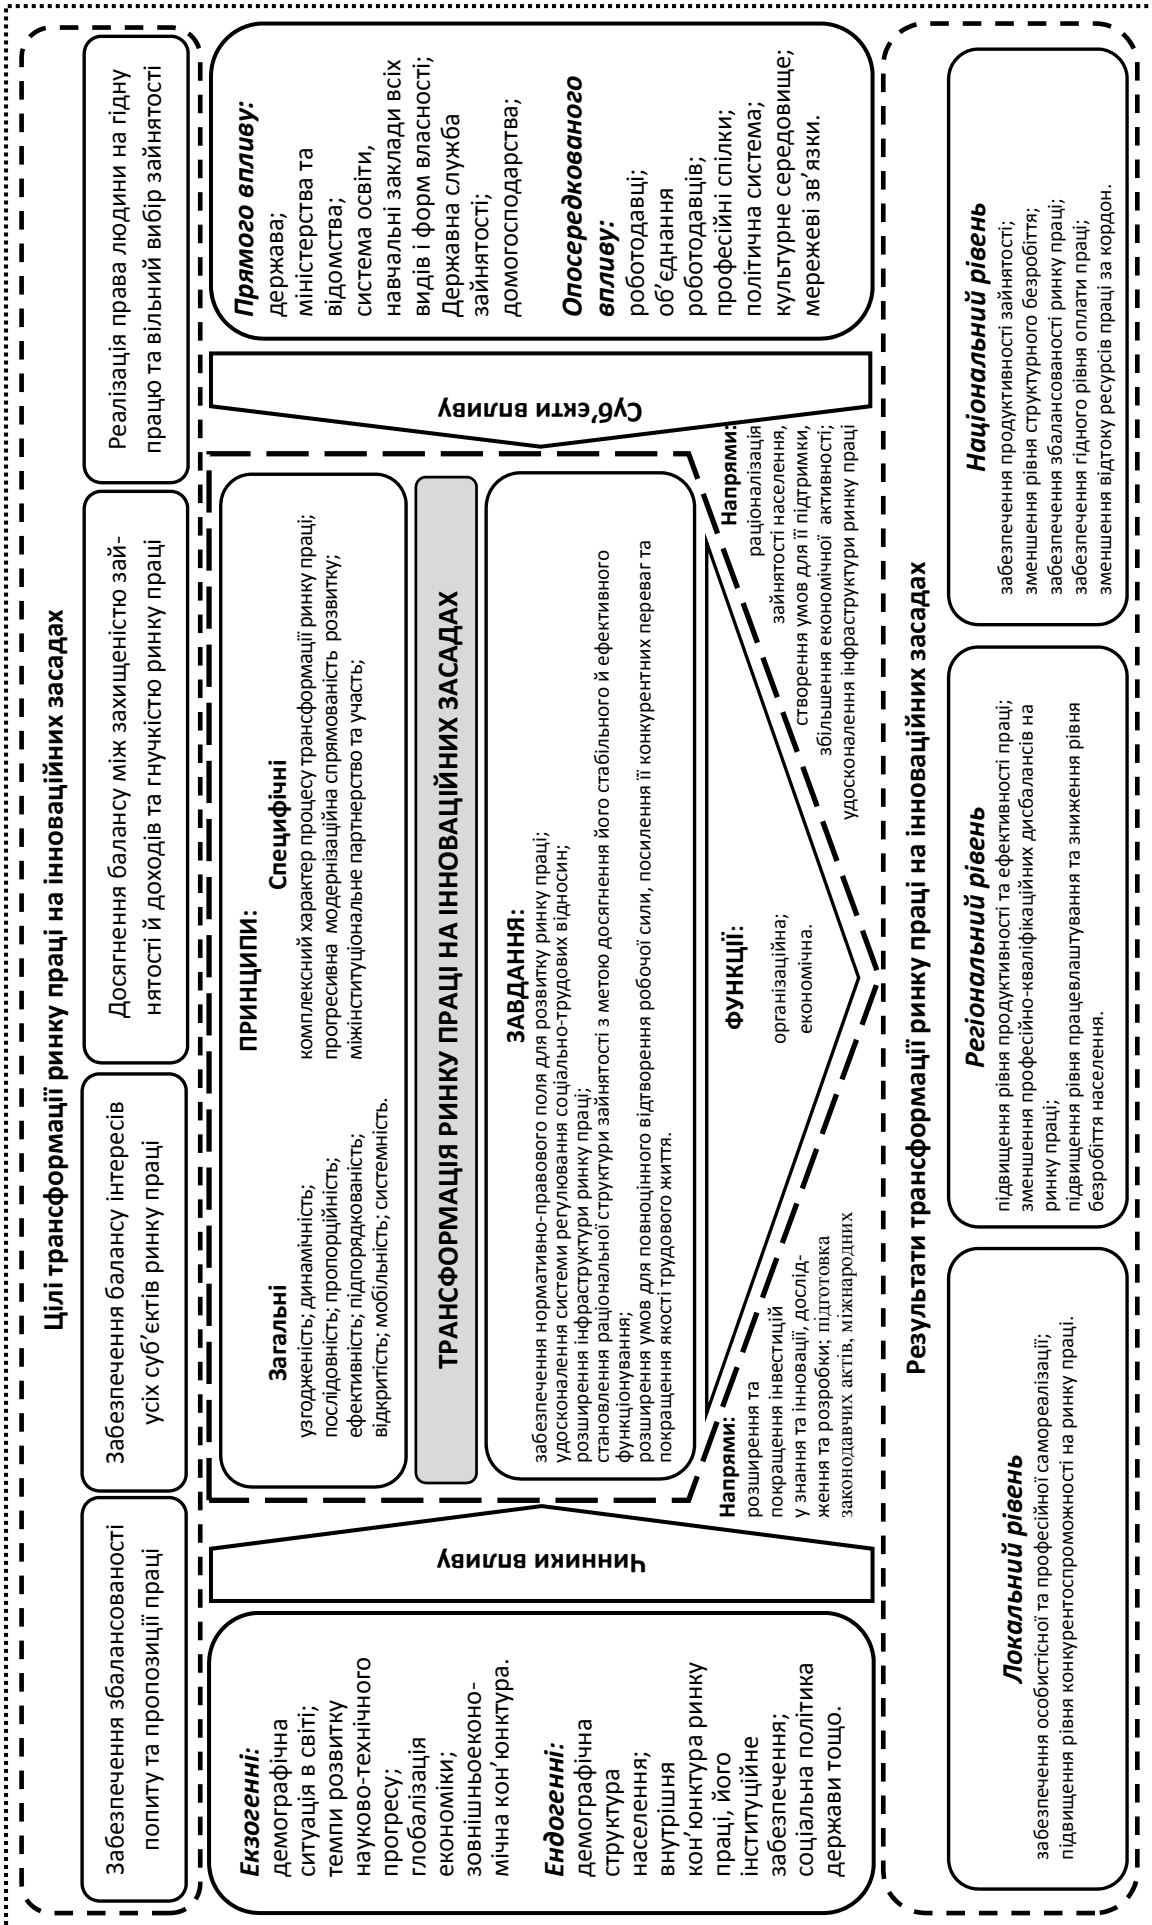 Цілі трансформації ринку праці на інноваційних засадах
Забезпечення збалансованості
попиту та пропозиції праці
Забезпечення балансу інтересів
усіх суб’єктів ринку праці
Досягнення балансу між захищеністю зай-
нятості й доходів та гнучкістю ринку праці
Реалізація права людини на гідну
працю та вільний вибір зайнятості
Екзогенні:
демографічна
ситуація в світі;
темпи розвитку
науково-технічного
прогресу;
глобалізація
економіки;
зовнішньоеконо-
мічна кон’юнктура.
Ендогенні:
демографічна
структура
населення;
внутрішня
кон’юнктура ринку
праці, його
інституційне
забезпечення;
соціальна політика
держави тощо.
Чинники впливу
ПРИНЦИПИ:
Загальні
узгодженість; динамічність;
послідовність; пропорційність;
ефективність; підпорядкованість;
відкритість; мобільність; системність.
Специфічні
комплексний характер процесу трансформації ринку праці;
прогресивна модернізаційна спрямованість розвитку;
міжінституціональне партнерство та участь;
ТРАНСФОРМАЦІЯ РИНКУ ПРАЦІ НА ІННОВАЦІЙНИХ ЗАСАДАХ
ЗАВДАННЯ:
забезпечення нормативно-правового поля для розвитку ринку праці;
удосконалення системи регулювання соціально-трудових відносин;
розширення інфраструктури ринку праці;
становлення раціональної структури зайнятості з метою досягнення його стабільного й ефективного
функціонування;
розширення умов для повноцінного відтворення робочої сили, посилення її конкурентних переваг та
покращення якості трудового життя.
Напрями:
розширення та
покращення інвестицій
у знання та інновації, дослід-
ження та розробки; підготовка
законодавчих актів, міжнародних
ФУНКЦІЇ:
організаційна;
економічна.
Напрями:
раціоналізація
зайнятості населення,
створення умов для її підтримки,
збільшення економічної активності;
удосконалення інфраструктури ринку праці
Суб’єкти впливу
Прямого впливу:
держава;
міністерства та
відомства;
система освіти,
навчальні заклади всіх
видів і форм власності;
Державна служба
зайнятості;
домогосподарства;
Опосередкованого
впливу:
роботодавці;
об’єднання
роботодавців;
професійні спілки;
політична система;
культурне середовище;
мережеві зв’язки.
Результати трансформації ринку праці на інноваційних засадах
Локальний рівень
забезпечення особистісної та професійної самореалізації;
підвищення рівня конкурентоспроможності на ринку праці.
Регіональний рівень
підвищення рівня продуктивності та ефективності праці;
зменшення професійно-кваліфікаційних дисбалансів на
ринку праці;
підвищення рівня працевлаштування та зниження рівня
безробіття населення.
Національний рівень
забезпечення продуктивності зайнятості;
зменшення рівня структурного безробіття;
забезпечення збалансованості ринку праці;
забезпечення гідного рівня оплати праці;
зменшення відтоку ресурсів праці за кордон.